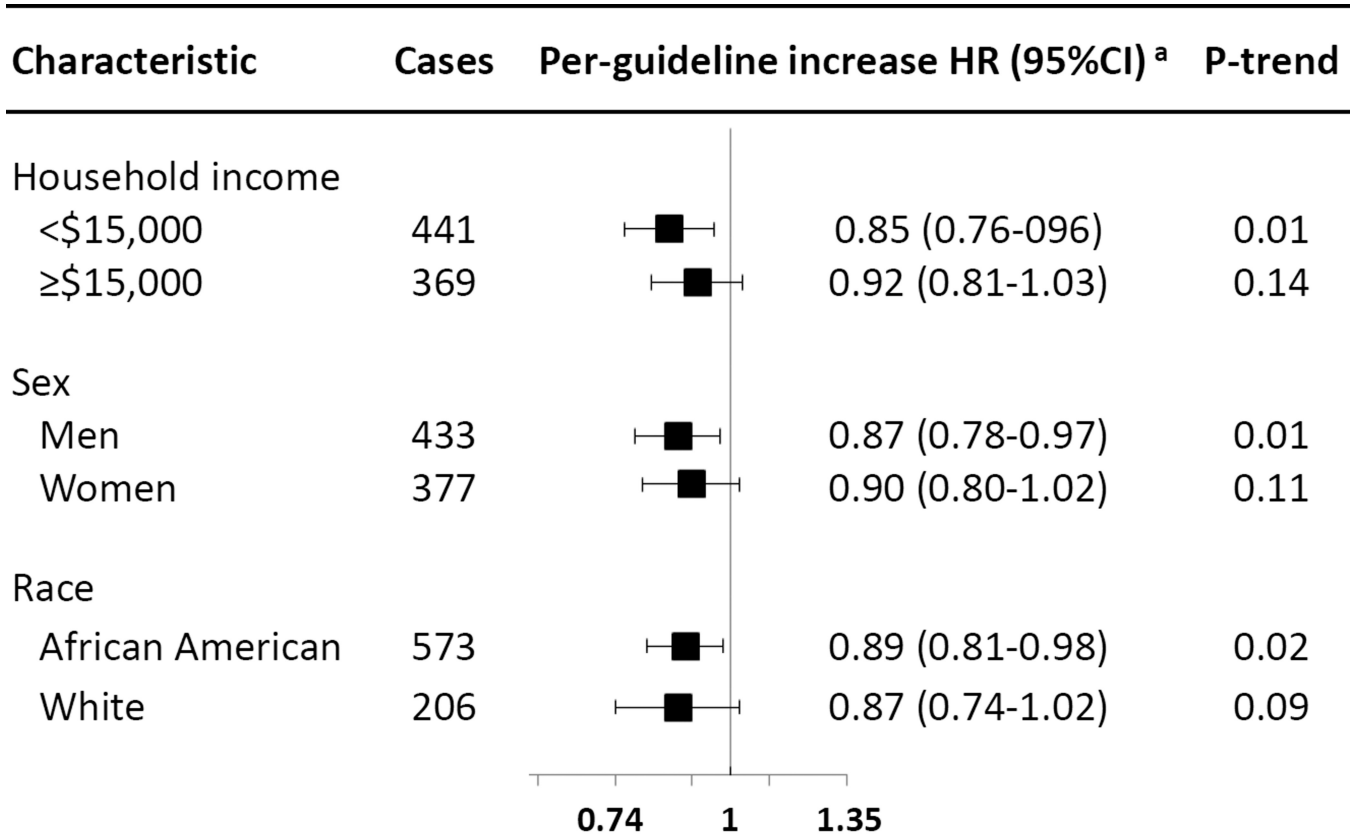 Characteristic Cases Per-guideline increase HR (95%CI) a P-trend
Household income
<$15,000 441 0.85 (0.76-096) 0.01
≥$15,000 369 0.92 (0.81-1.03) 0.14
Sex
Men 433 0.87 (0.78-0.97) 0.01
Women 377 0.90 (0.80-1.02) 0.11
Race
African American 573 0.89 (0.81-0.98) 0.02
White 206 0.87 (0.74-1.02) 0.09
0.74 1 1.35